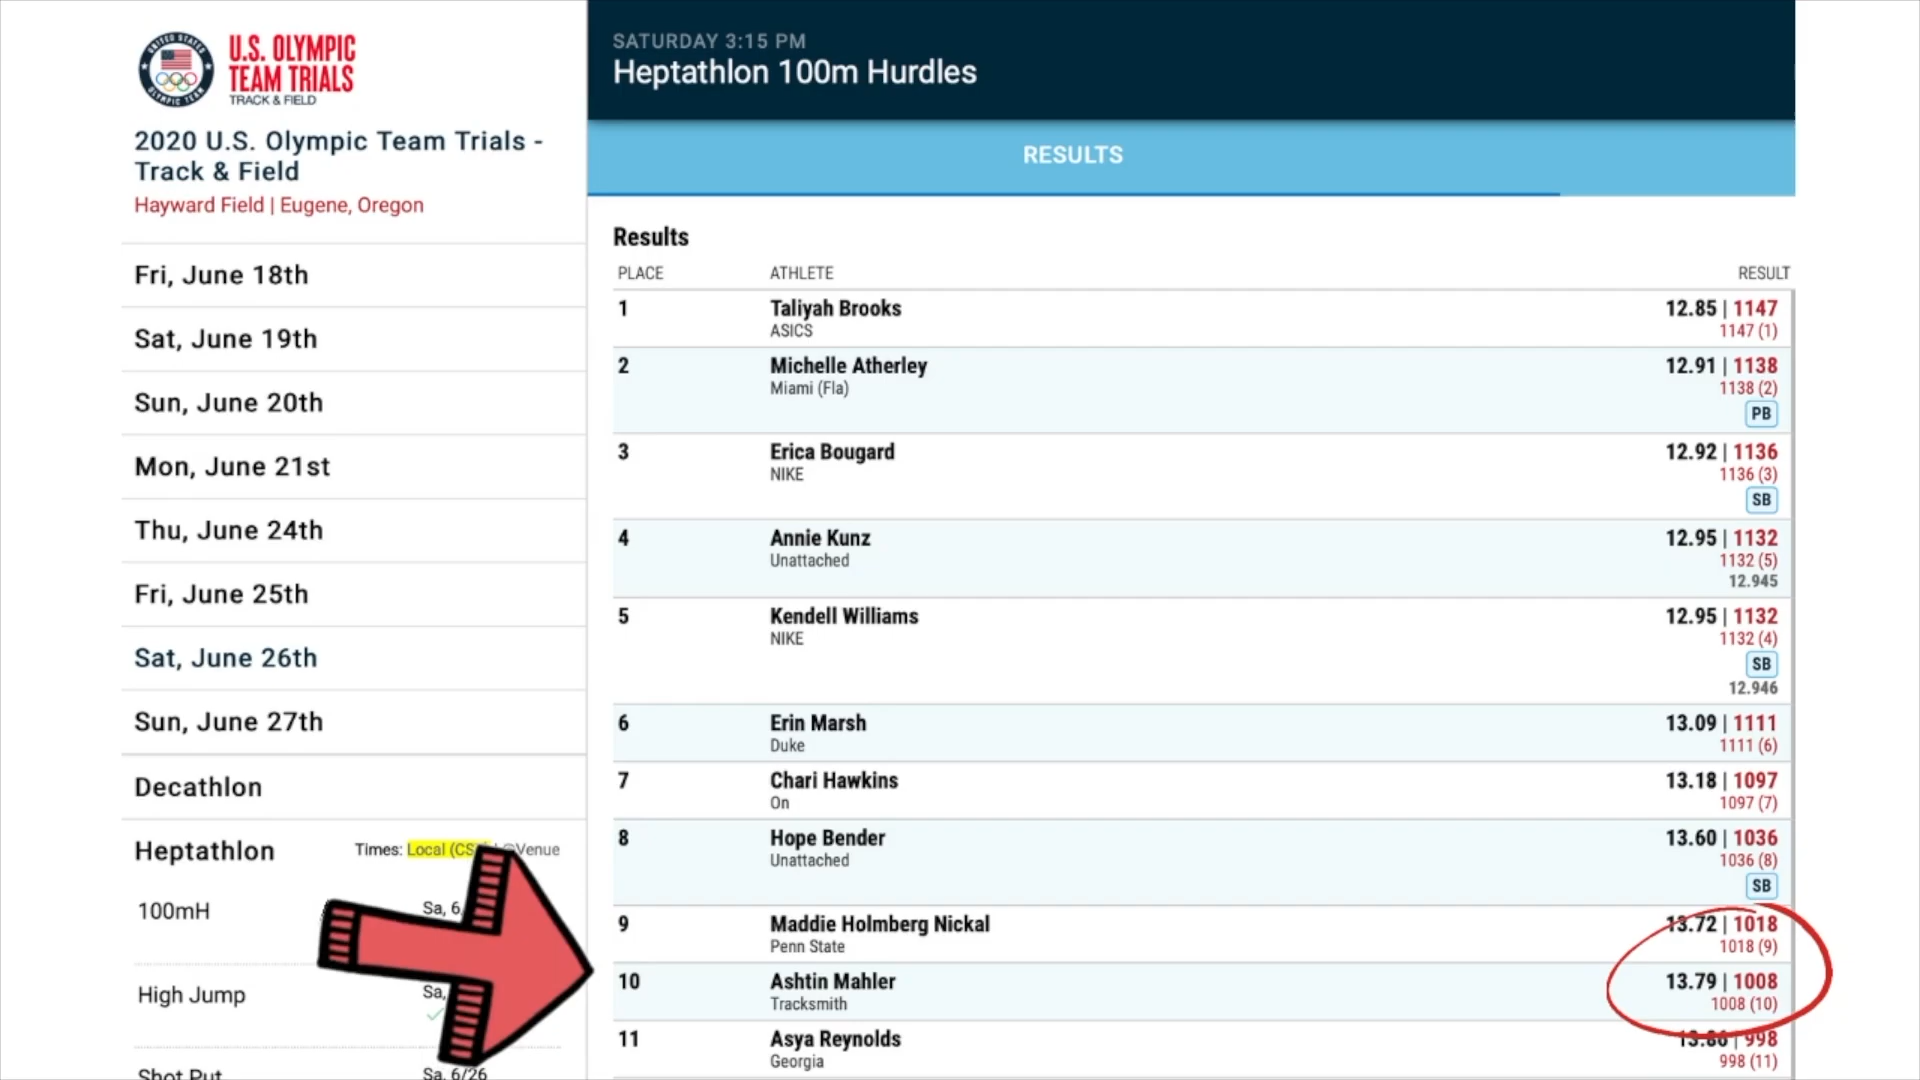 UNITED STATES
OLYMPIC TEAM
U.S. OLYMPIC
TEAM TRIALS
TRACK & FIELD
2020 U.S. Olympic Team Trials -
Track & Field
Hayward Field | Eugene, Oregon
Fri, June 18th
Sat, June 19th
Sun, June 20th
Mon, June 21st
Thu, June 24th
Fri, June 25th
Sat, June 26th
Sun, June 27th
Decathlon
Heptathlon
Times: Local (CS @Venue
100mH
Sa, 6
High Jump
Sa,
Shot Put
Sa, 6/26
SATURDAY 3:15 PM
Heptathlon 100m Hurdles
RESULTS
Results
PLACE ATHLETE RESULT
1 Taliyah Brooks 12.85 | 1147
ASICS 1147 (1)
2 Michelle Atherley 12.91 | 1138
Miami (Fla) 1138 (2)
PB
3 Erica Bougard 12.92 | 1136
NIKE 1136 (3)
SB
4 Annie Kunz 12.95 | 1132
Unattached 1132 (5)
12.945
5 Kendell Williams 12.95 | 1132
NIKE 1132 (4)
SB
12.946
6 Erin Marsh 13.09 | 1111
Duke 1111 (6)
7 Chari Hawkins 13.18 | 1097
On 1097 (7)
8 Hope Bender 13.60 | 1036
Unattached 1036 (8)
SB
9 Maddie Holmberg Nickal 13.72 | 1018
Penn State 1018 (9)
10 Ashtin Mahler 13.79 | 1008
Tracksmith 1008 (10)
11 Asya Reynolds 13.86 | 998
Georgia 998 (11)